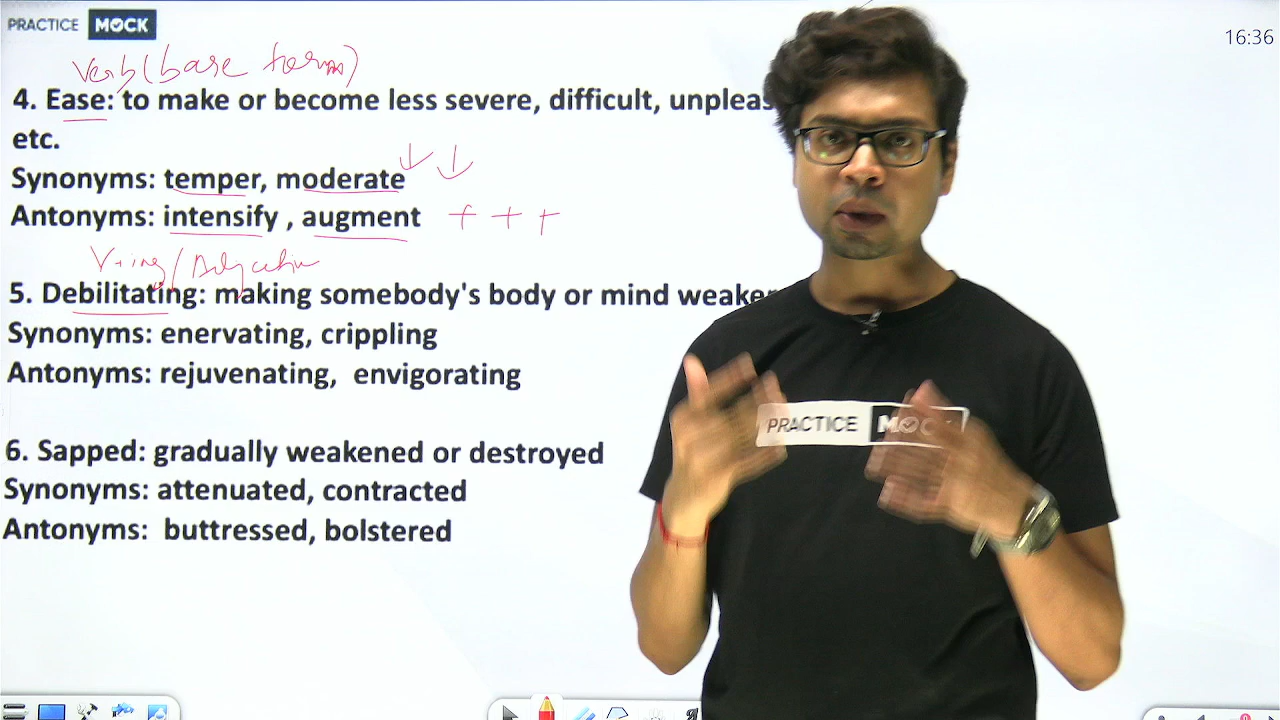 PRACTICE MOCK
16:36
Verb (base form)
4. Ease: to make or become less severe, difficult, unpleas
etc.
Synonyms: temper, moderate ↓ ↓
Antonyms: intensify , augment + + +
V+ing / Adjective
5. Debilitating: making somebody's body or mind weake
Synonyms: enervating, crippling
Antonyms: rejuvenating, envigorating
6. Sapped: gradually weakened or destroyed
Synonyms: attenuated, contracted
Antonyms: buttressed, bolstered
PRACTICE MOCK